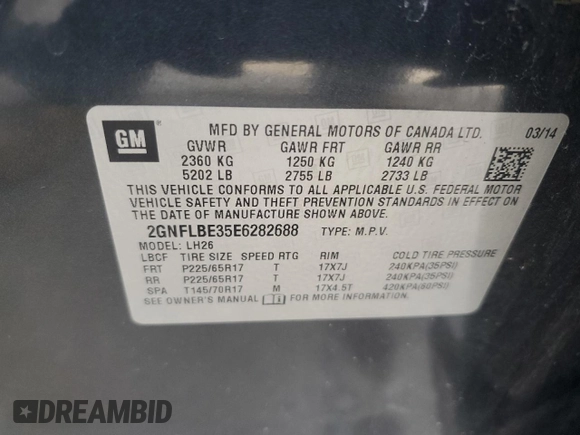 GM
MFD BY GENERAL MOTORS OF CANADA LTD. 03/14
GVWR GAWR FRT GAWR RR
2360 KG 1250 KG 1240 KG
5202 LB 2755 LB 2733 LB
THIS VEHICLE CONFORMS TO ALL APPLICABLE U.S. FEDERAL MOTOR
VEHICLE SAFETY AND THEFT PREVENTION STANDARDS IN EFFECT ON
THE DATE OF MANUFACTURE SHOWN ABOVE.
2GNFLBE35E6282688 TYPE: M.P.V.
MODEL: LH26
LBCF TIRE SIZE SPEED RTG RIM COLD TIRE PRESSURE
FRT P225/65R17 T 17X7J 240KPA(35PSI)
RR P225/65R17 T 17X7J 240KPA(35PSI)
SPA T145/70R17 M 17X4.5T 420KPA(60PSI)
SEE OWNER'S MANUAL FOR MORE INFORMATION.
DREAMBID